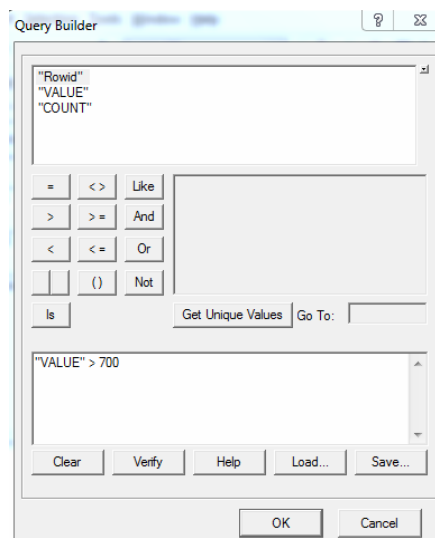 Query Builder
"Rowid"
"VALUE"
"COUNT"
= <> Like
> >= And
< <= Or
| () Not
Is
Get Unique Values Go To:
"VALUE" > 700
Clear Verify Help Load... Save...
OK Cancel